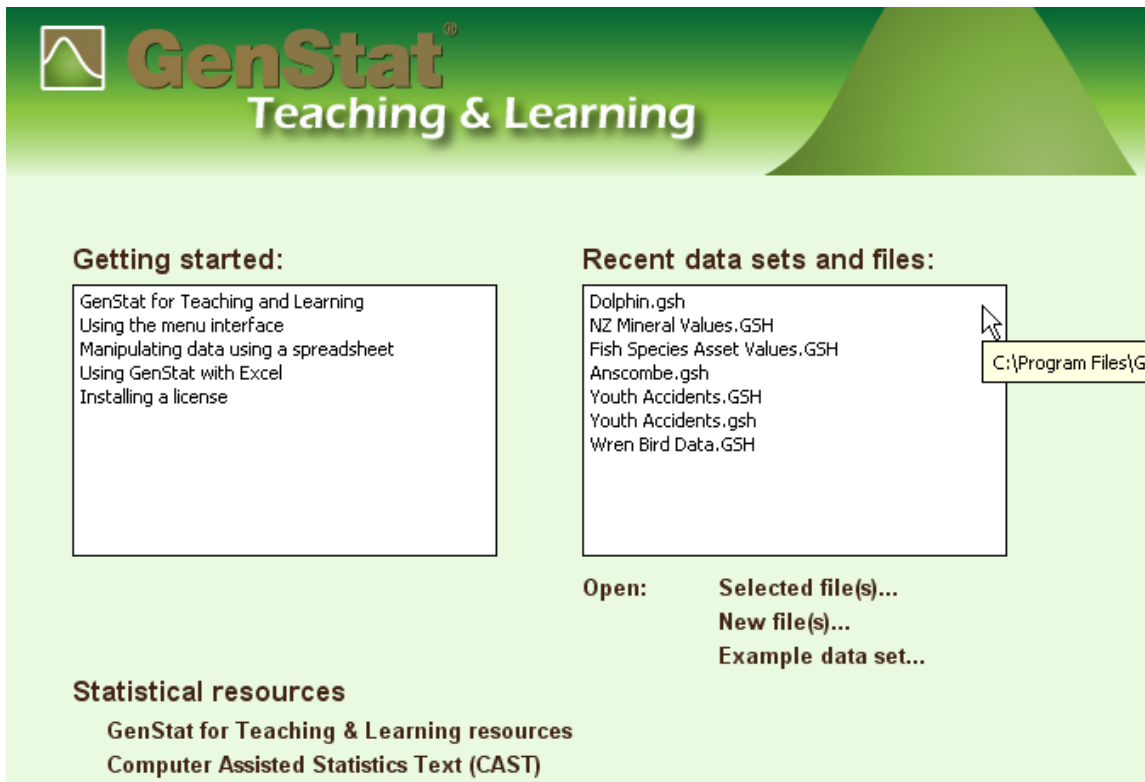 GenStat®
Teaching & Learning
Getting started:
GenStat for Teaching and Learning
Using the menu interface
Manipulating data using a spreadsheet
Using GenStat with Excel
Installing a license
Recent data sets and files:
Dolphin.gsh
NZ Mineral Values.GSH
Fish Species Asset Values.GSH
Anscombe.gsh
Youth Accidents.GSH
Youth Accidents.gsh
Wren Bird Data.GSH
C:\Program Files\G
Open: Selected file(s)...
New file(s)...
Example data set...
Statistical resources
GenStat for Teaching & Learning resources
Computer Assisted Statistics Text (CAST)